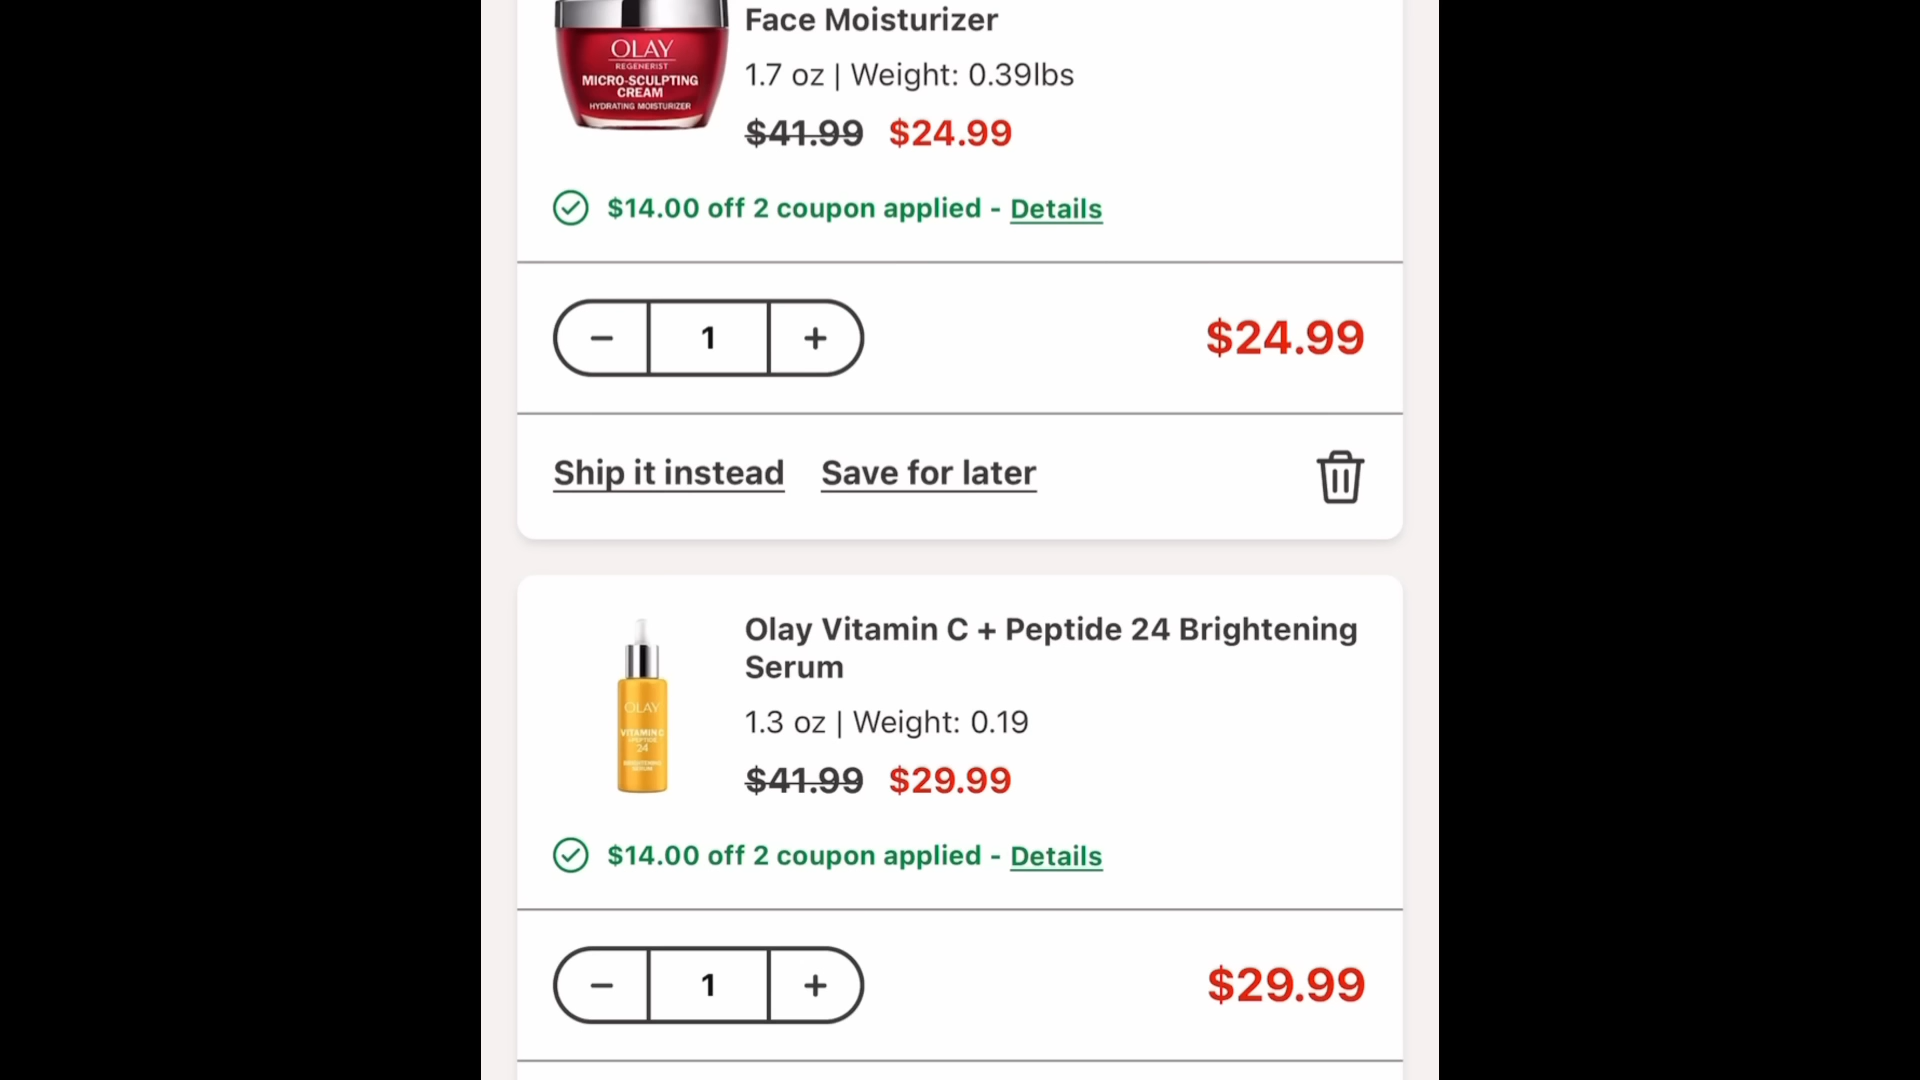 Face Moisturizer
OLAY
REGENERIST
MICRO-SCULPTING
CREAM
HYDRATING MOISTURIZER
1.7 oz | Weight: 0.39lbs
$41.99 $24.99
$14.00 off 2 coupon applied - Details
− 1 + $24.99
Ship it instead Save for later
Olay Vitamin C + Peptide 24 Brightening
Serum
OLAY
VITAMIN C
+ PEPTIDE
24
BRIGHTENING
SERUM
1.3 oz | Weight: 0.19
$41.99 $29.99
$14.00 off 2 coupon applied - Details
− 1 + $29.99